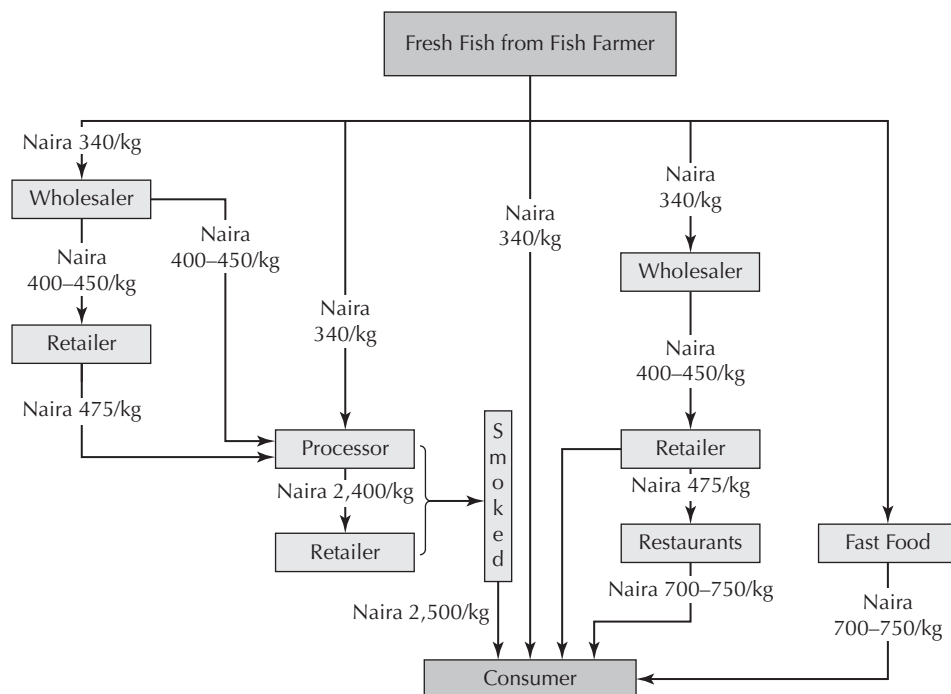 Fresh Fish from Fish Farmer
Naira 340/kg
Wholesaler
Naira
400–450/kg
Naira
400–450/kg
Retailer
Naira 475/kg
Naira
340/kg
Processor
Naira 2,400/kg
Retailer
Smoked
Naira 2,500/kg
Naira
340/kg
Naira
340/kg
Wholesaler
Naira
400–450/kg
Retailer
Naira 475/kg
Restaurants
Naira 700–750/kg
Fast Food
Naira
700–750/kg
Consumer